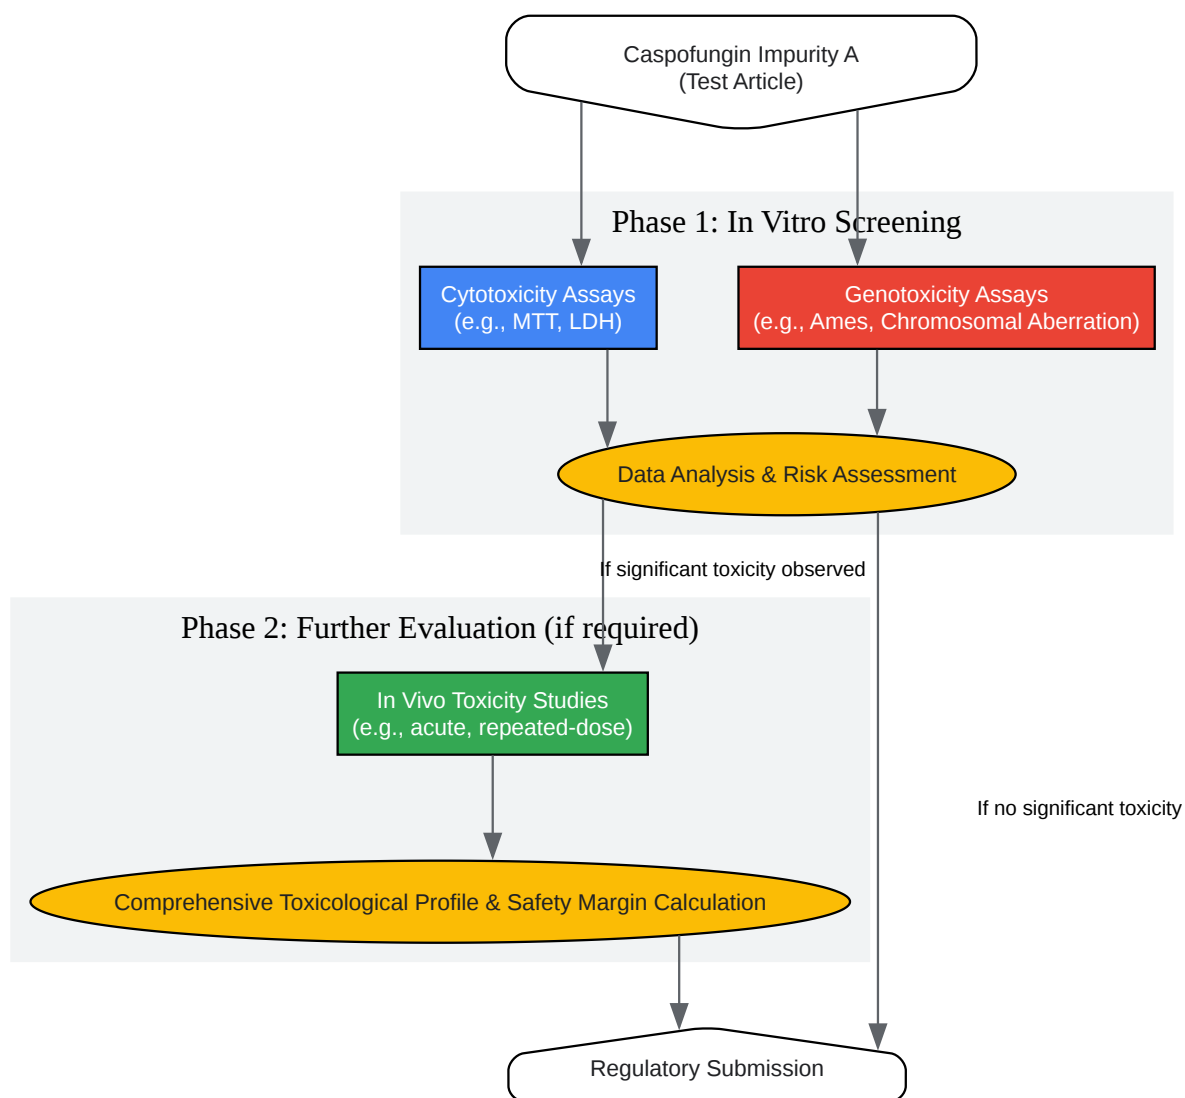 Caspofungin Impurity A
(Test Article)
Phase 1: In Vitro Screening
Cytotoxicity Assays
(e.g., MTT, LDH)
Genotoxicity Assays
(e.g., Ames, Chromosomal Aberration)
Data Analysis & Risk Assessment
If significant toxicity observed
Phase 2: Further Evaluation (if required)
In Vivo Toxicity Studies
(e.g., acute, repeated-dose)
If no significant toxicity
Comprehensive Toxicological Profile & Safety Margin Calculation
Regulatory Submission